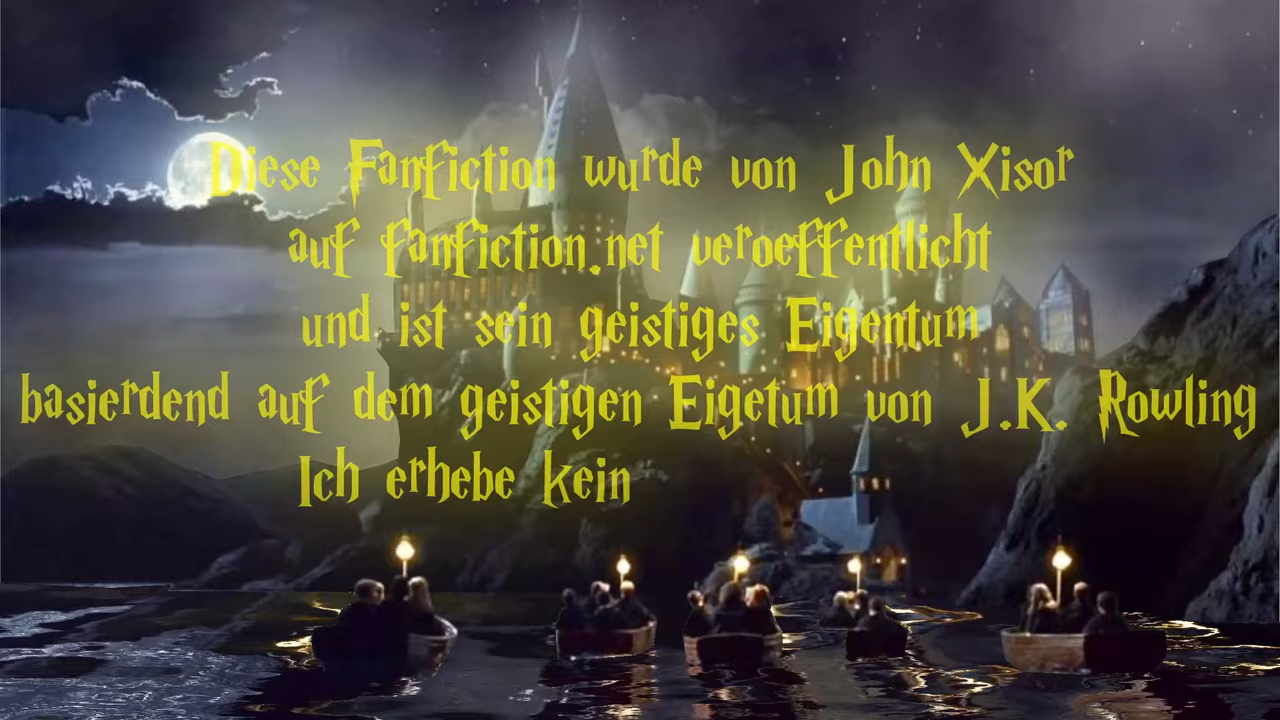 Diese Fanfiction wurde von John Xisor
auf fanfiction.net veroeffentlicht
und ist sein geistiges Eigentum
basierdend auf dem geistigen Eigetum von J.K. Rowling
Ich erhebe kein